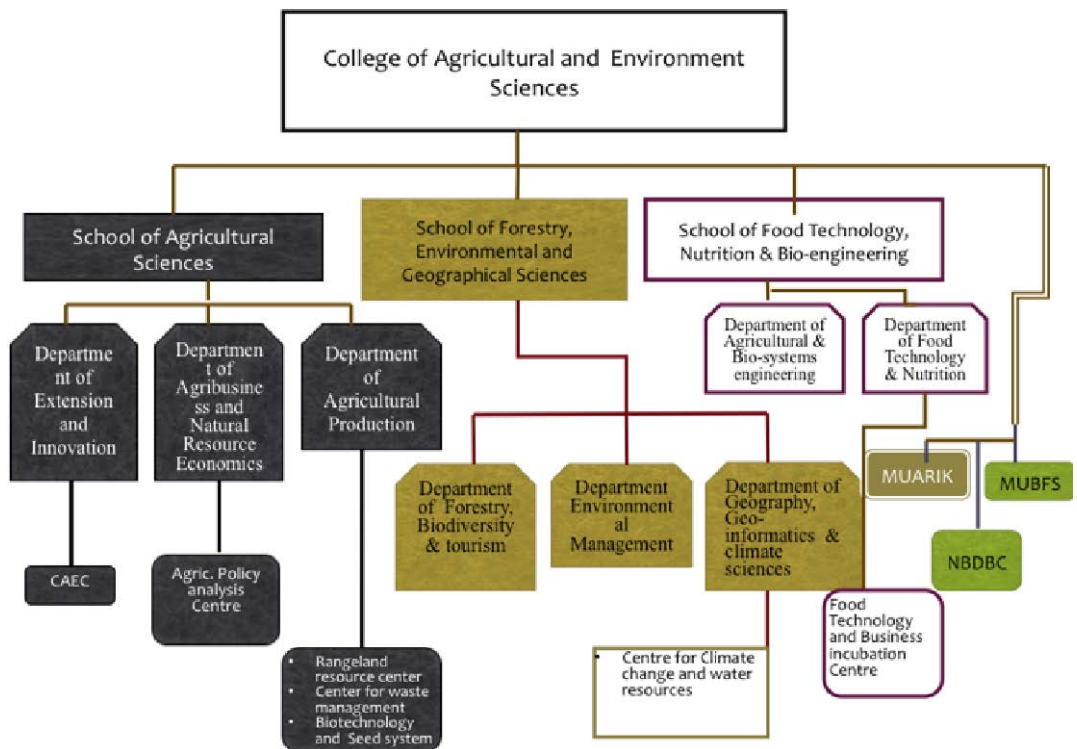 College of Agricultural and Environment
Sciences
School of Agricultural
Sciences
School of Forestry,
Environmental and
Geographical Sciences
School of Food Technology,
Nutrition & Bio-engineering
Departme
nt of
Extension
and
Innovation
Departmen
t of
Agribusine
ss and
Natural
Resource
Economics
Department
of
Agricultural
Production
Department of
Agricultural &
Bio-systems
engineering
Department
of Food
Technology
& Nutrition
Department
of Forestry,
Biodiversity
& tourism
Department
Environment
al
Management
Department of
Geography,
Geo-
informatics &
climate
sciences
MUARIK
MUBFS
NBDBC
CAEC
Agric. Policy
analysis
Centre
• Rangeland
resource center
• Center for waste
management
• Biotechnology
and Seed system
• Centre for Climate
change and water
resources
Food
Technology
and Business
incubation
Centre